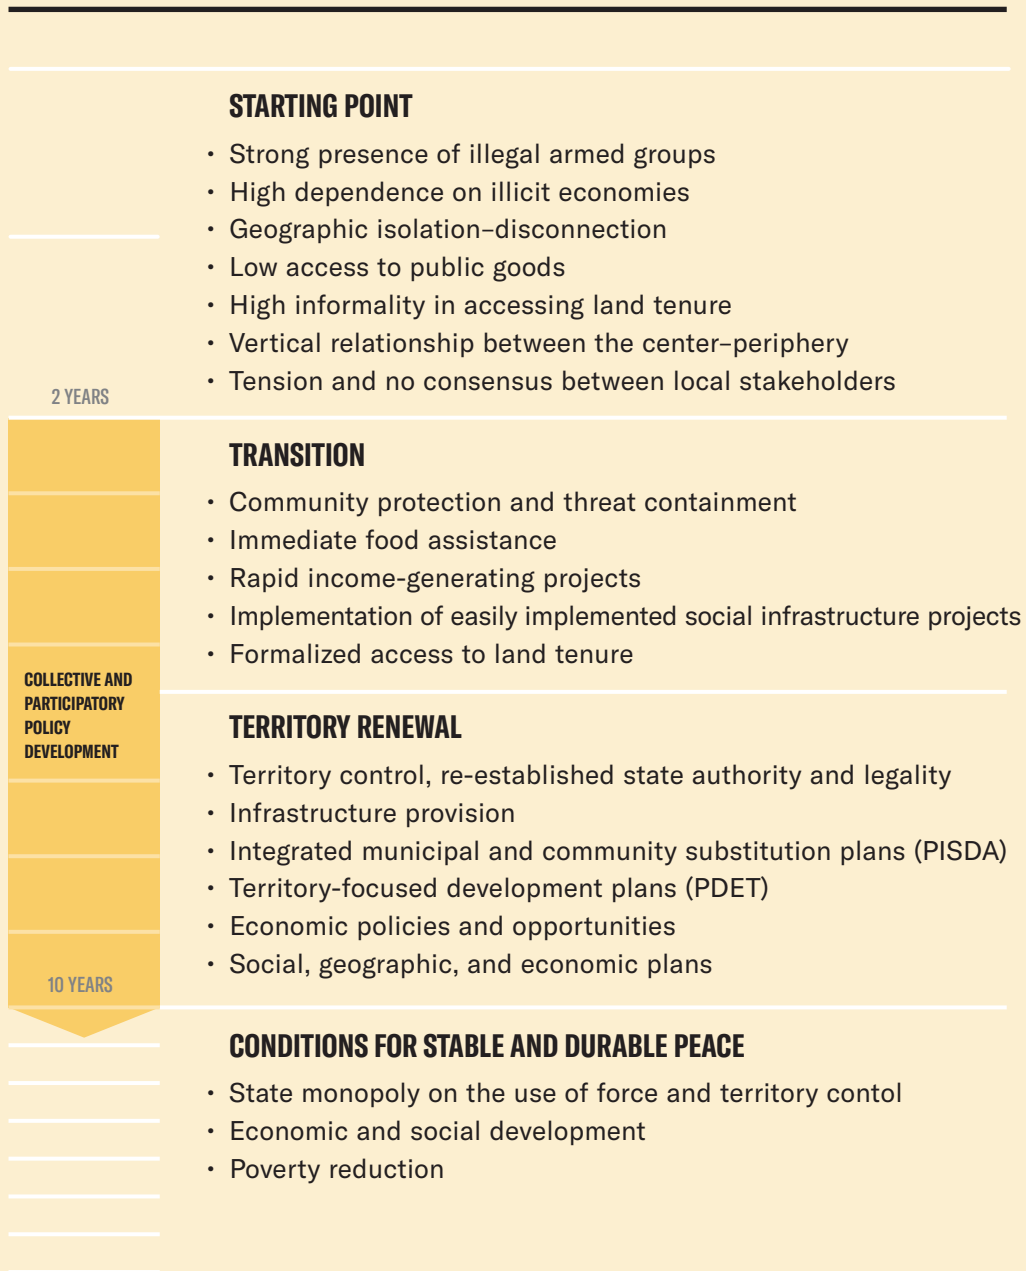 STARTING POINT
• Strong presence of illegal armed groups
• High dependence on illicit economies
• Geographic isolation–disconnection
• Low access to public goods
• High informality in accessing land tenure
• Vertical relationship between the center–periphery
• Tension and no consensus between local stakeholders
2 YEARS
TRANSITION
• Community protection and threat containment
• Immediate food assistance
• Rapid income-generating projects
• Implementation of easily implemented social infrastructure projects
• Formalized access to land tenure
COLLECTIVE AND
PARTICIPATORY
POLICY
DEVELOPMENT
TERRITORY RENEWAL
• Territory control, re-established state authority and legality
• Infrastructure provision
• Integrated municipal and community substitution plans (PISDA)
• Territory-focused development plans (PDET)
• Economic policies and opportunities
• Social, geographic, and economic plans
10 YEARS
CONDITIONS FOR STABLE AND DURABLE PEACE
• State monopoly on the use of force and territory contol
• Economic and social development
• Poverty reduction